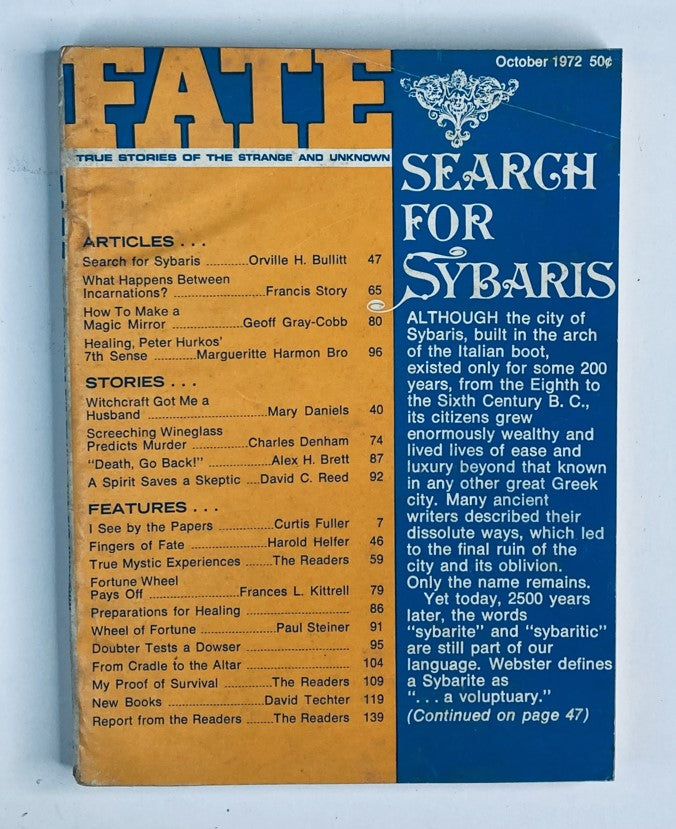 FATE
TRUE STORIES OF THE STRANGE AND UNKNOWN
ARTICLES . . .
Search for Sybaris ............Orville H. Bullitt 47
What Happens Between
Incarnations? ..........................Francis Story 65
How To Make a
Magic Mirror ...............Geoff Gray-Cobb 80
Healing, Peter Hurkos'
7th Sense ...........Margueritte Harmon Bro 96
STORIES . . .
Witchcraft Got Me a
Husband .................................Mary Daniels 40
Screeching Wineglass
Predicts Murder ................Charles Denham 74
"Death, Go Back!" .................Alex H. Brett 87
A Spirit Saves a Skeptic ....David C. Reed 92
FEATURES . . .
I See by the Papers ...............Curtis Fuller 7
Fingers of Fate ......................Harold Helfer 46
True Mystic Experiences ........The Readers 59
Fortune Wheel
Pays Off ......................Frances L. Kittrell 79
Preparations for Healing ........................... 86
Wheel of Fortune ....................Paul Steiner 91
Doubter Tests a Dowser ........................... 95
From Cradle to the Altar ........................... 104
My Proof of Survival .............The Readers 109
New Books ...........................David Techter 119
Report from the Readers .......The Readers 139
October 1972 50¢
SEARCH
FOR
SYBARIS
ALTHOUGH the city of
Sybaris, built in the arch
of the Italian boot,
existed only for some 200
years, from the Eighth to
the Sixth Century B. C.,
its citizens grew
enormously wealthy and
lived lives of ease and
luxury beyond that known
in any other great Greek
city. Many ancient
writers described their
dissolute ways, which led
to the final ruin of the
city and its oblivion.
Only the name remains.
Yet today, 2500 years
later, the words
"sybarite" and "sybaritic"
are still part of our
language. Webster defines
a Sybarite as
". . . a voluptuary."
(Continued on page 47)